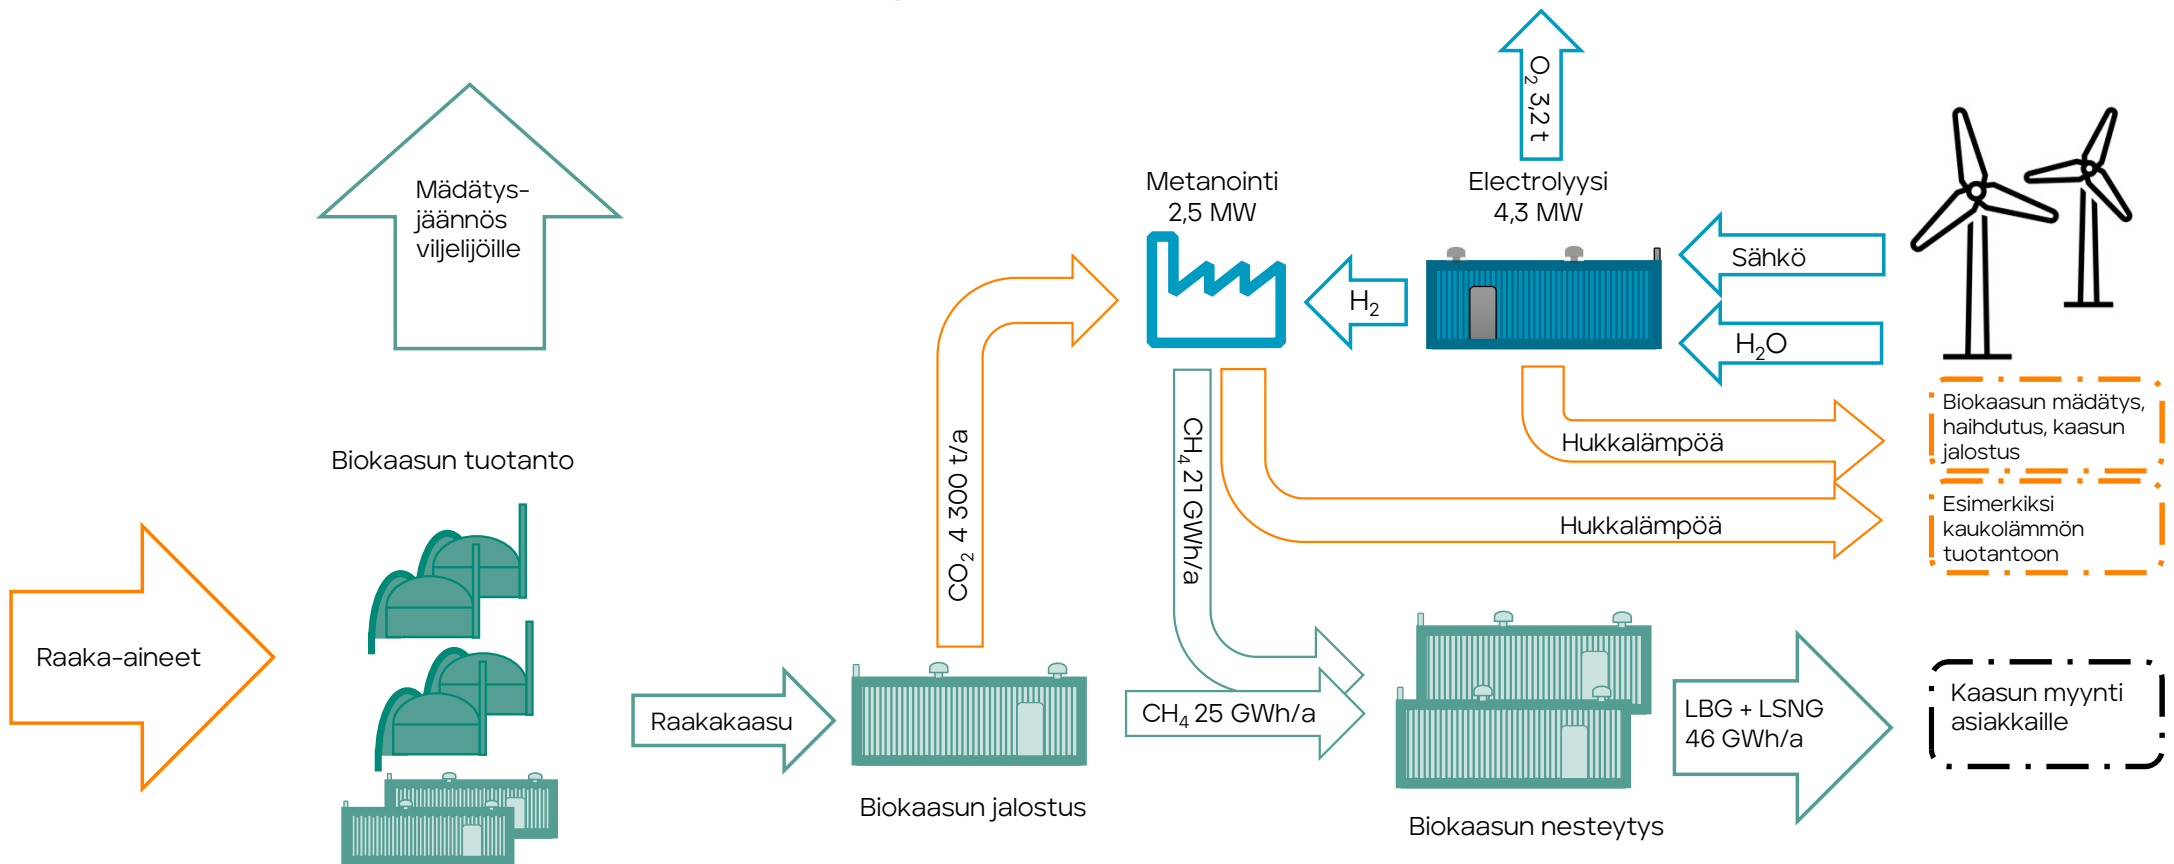 O₂ 3,2 t
Mädätys-
jäännös
viljelijöille
Metanointi
2,5 MW
Electrolyysi
4,3 MW
Sähkö
H₂
H₂O
Biokaasun mädätys,
haihdutus, kaasun
jalostus
Hukkalämpöä
Biokaasun tuotanto
CO₂ 4 300 t/a
CH₄ 21 GWh/a
Esimerkiksi
kaukolämmön
tuotantoon
Hukkalämpöä
Raaka-aineet
Raakakaasu
CH₄ 25 GWh/a
LBG + LSNG
46 GWh/a
Kaasun myynti
asiakkaille
Biokaasun jalostus
Biokaasun nesteytys